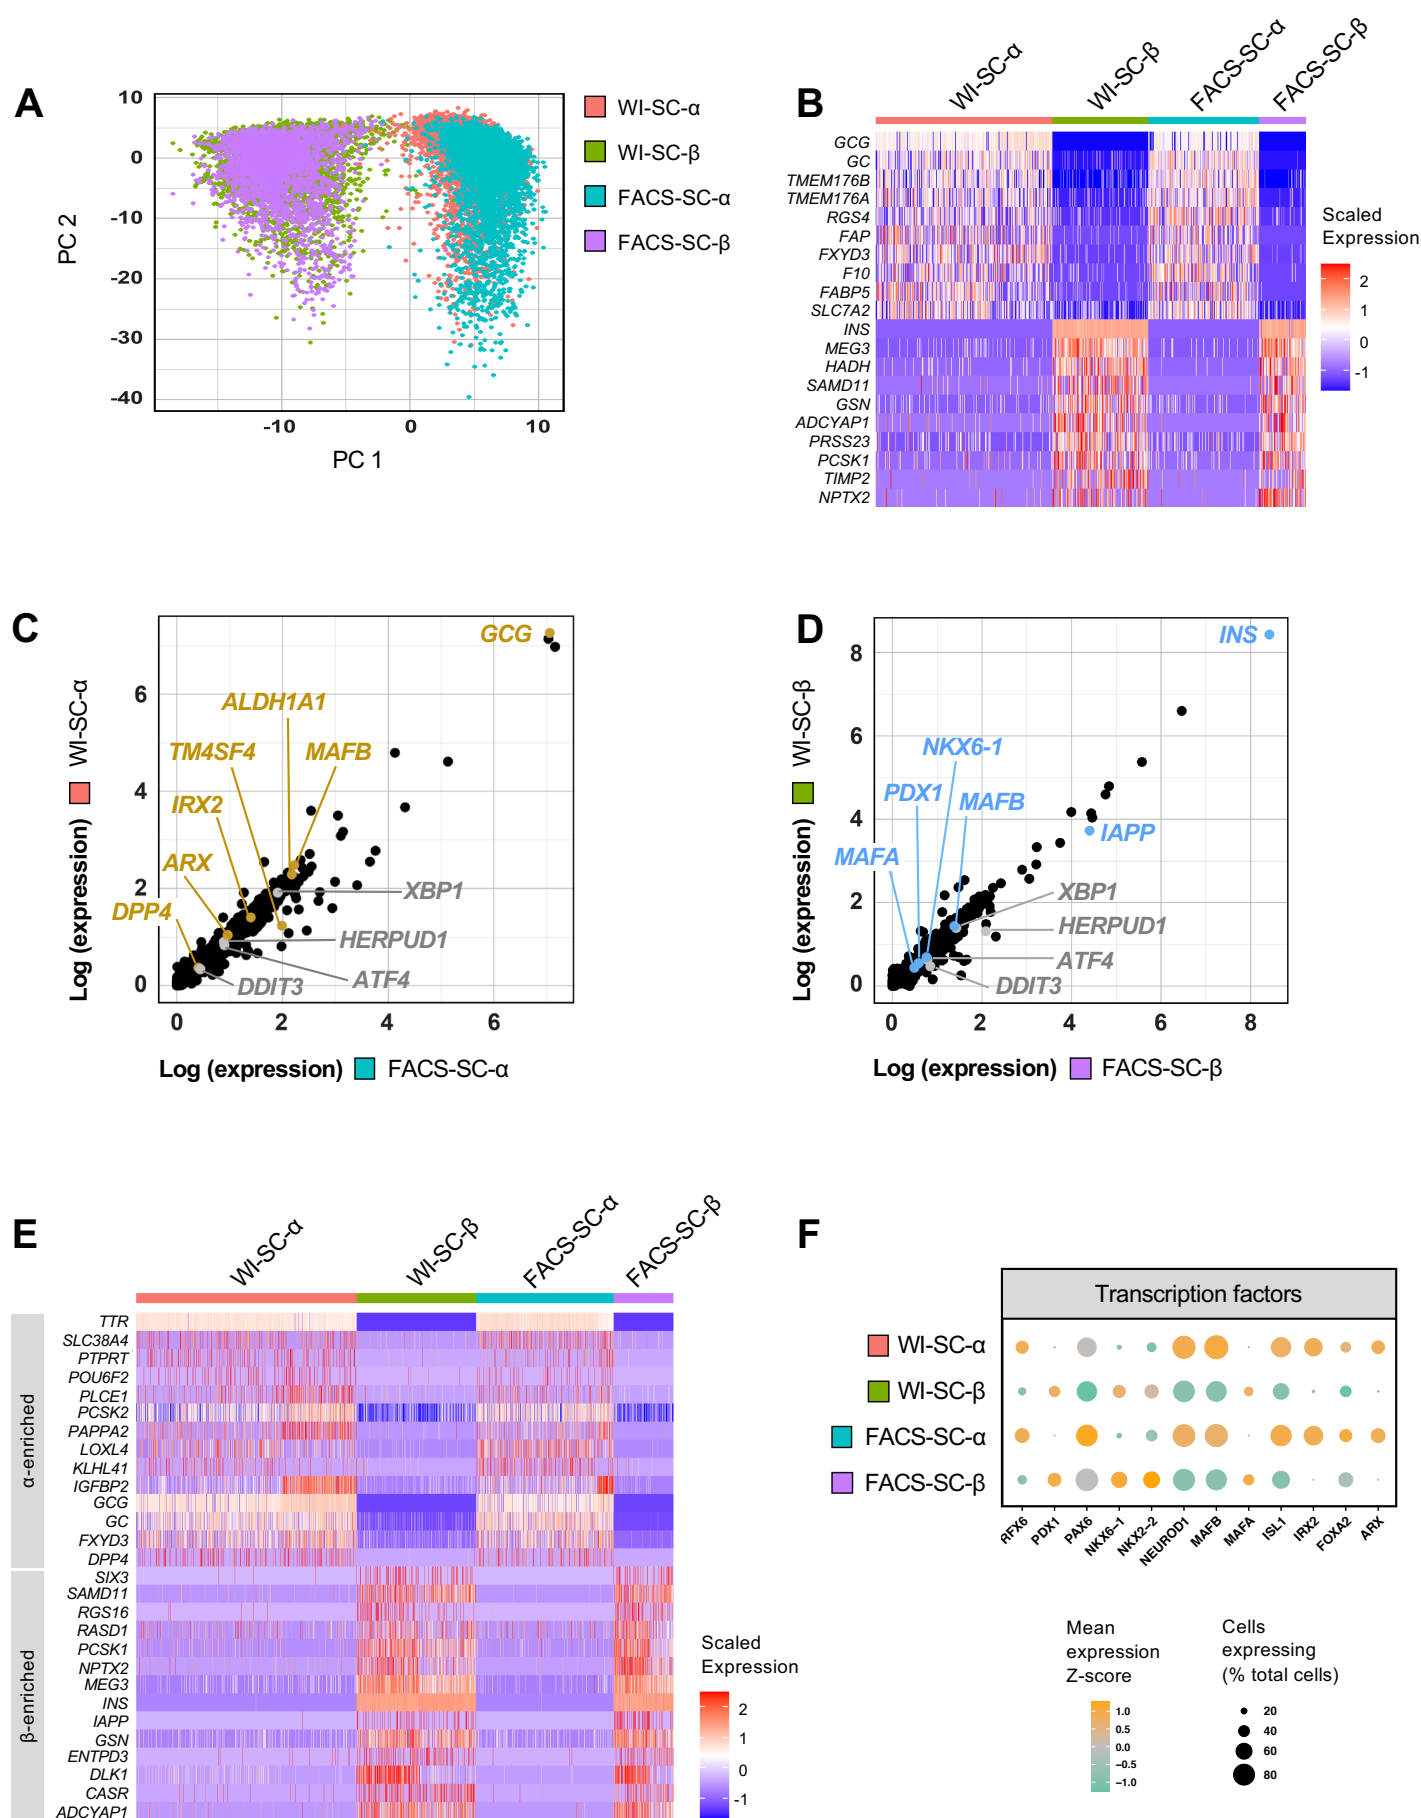 A
10
0
-10
-20
-30
-40
PC 2
-10
0
10
PC 1
WI-SC-α
WI-SC-β
FACS-SC-α
FACS-SC-β
B
WI-SC-α
WI-SC-β
FACS-SC-α
FACS-SC-β
GCG
GC
TMEM176B
TMEM176A
RGS4
FAP
FXYD3
F10
FABP5
SLC7A2
INS
MEG3
HADH
SAMD11
GSN
ADCYAP1
PRSS23
PCSK1
TIMP2
NPTX2
Scaled
Expression
2
1
0
-1
C
Log (expression) WI-SC-α
6
4
2
0
GCG
ALDH1A1
TM4SF4
MAFB
IRX2
ARX
DPP4
XBP1
HERPUD1
ATF4
DDIT3
0
2
4
6
Log (expression) FACS-SC-α
D
Log (expression) WI-SC-β
8
6
4
2
0
INS
NKX6-1
PDX1
MAFB
IAPP
MAFA
XBP1
HERPUD1
ATF4
DDIT3
0
2
4
6
8
Log (expression) FACS-SC-β
E
WI-SC-α
WI-SC-β
FACS-SC-α
FACS-SC-β
α-enriched
TTR
SLC38A4
PTPRT
POU6F2
PLCE1
PCSK2
PAPPA2
LOXL4
KLHL41
IGFBP2
GCG
GC
FXYD3
DPP4
β-enriched
SIX3
SAMD11
RGS16
RASD1
PCSK1
NPTX2
MEG3
INS
IAPP
GSN
ENTPD3
DLK1
CASR
ADCYAP1
Scaled
Expression
2
1
0
-1
F
Transcription factors
WI-SC-α
WI-SC-β
FACS-SC-α
FACS-SC-β
RFX6
PDX1
PAX6
NKX6-1
NKX2-2
NEUROD1
MAFB
MAFA
ISL1
IRX2
FOXA2
ARX
Mean
expression
Z-score
1.0
0.5
0.0
−0.5
−1.0
Cells
expressing
(% total cells)
20
40
60
80